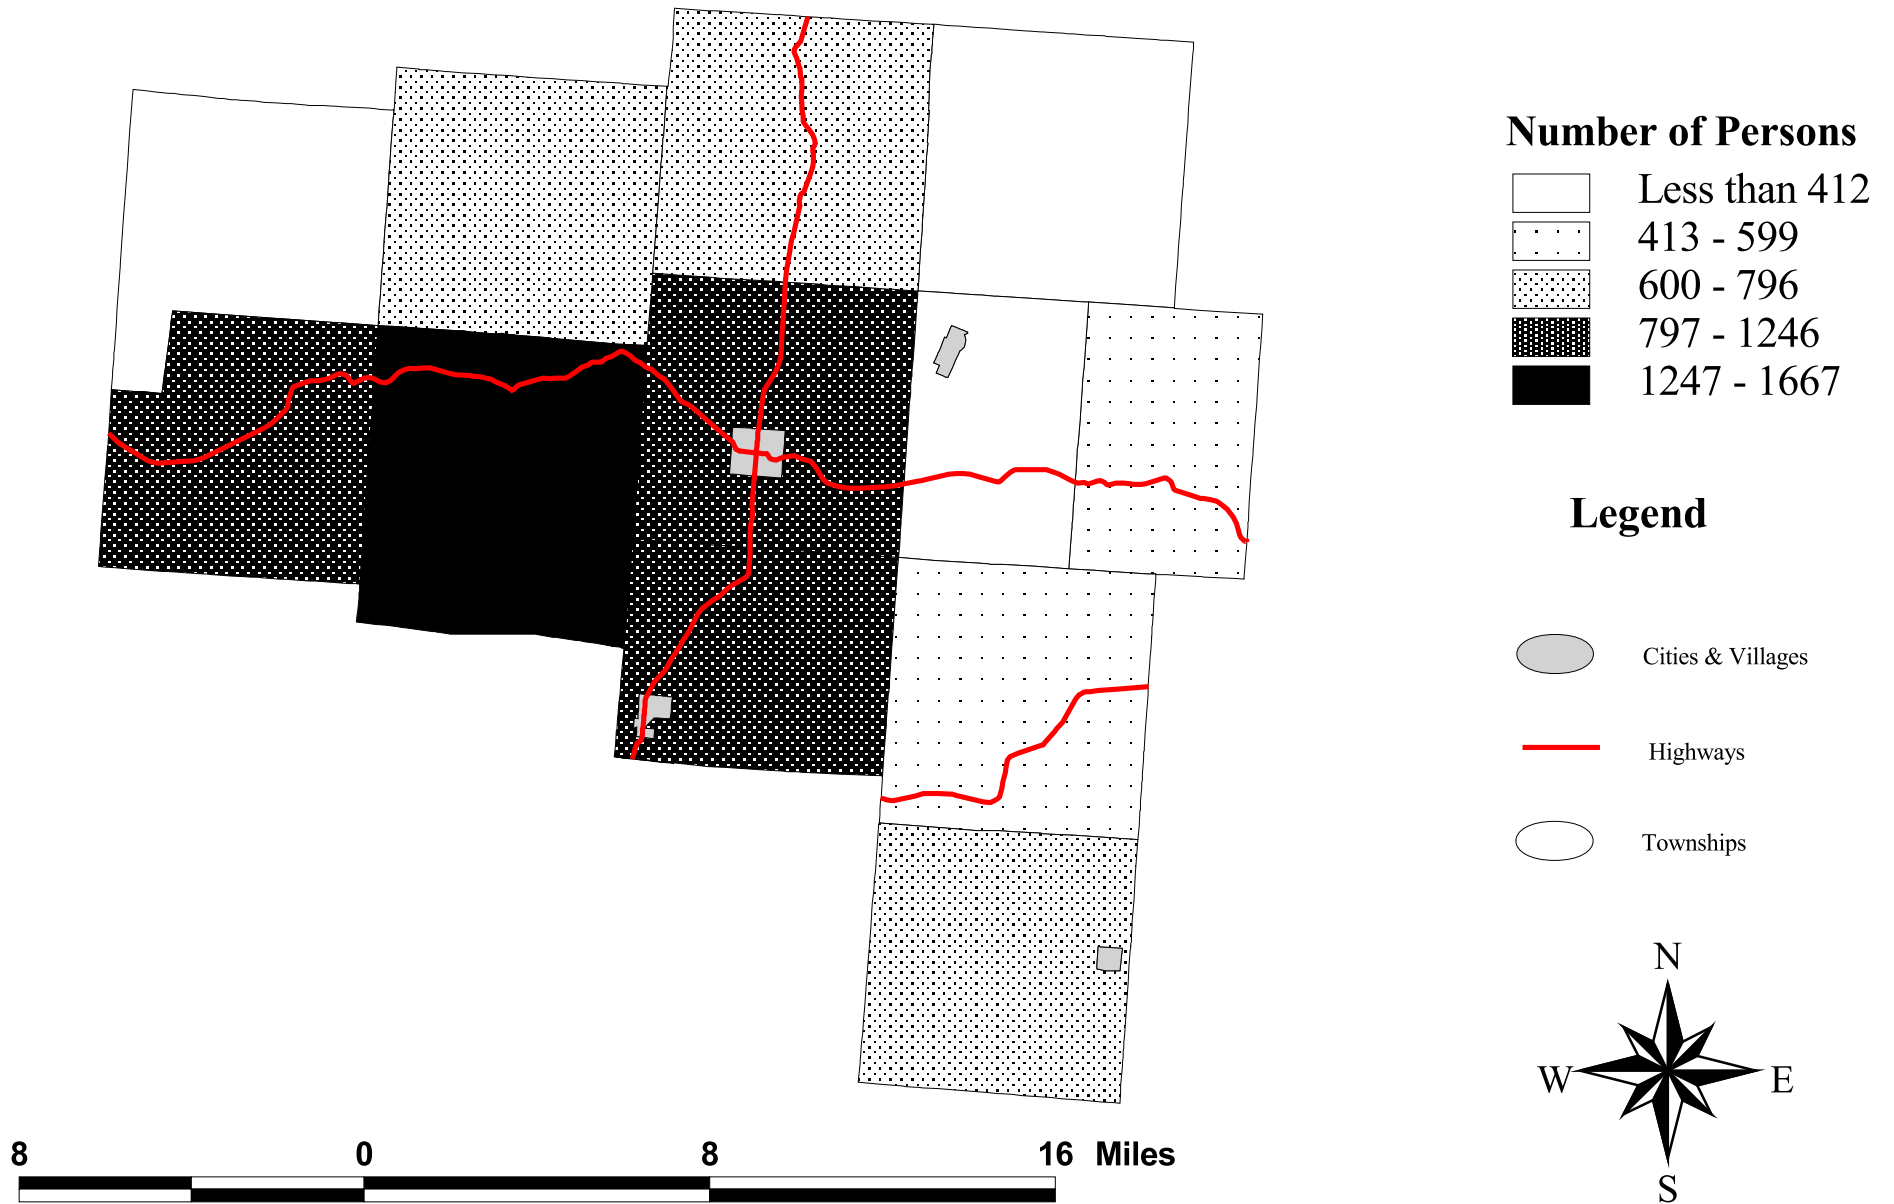 Number of Persons
Less than 412
413 - 599
600 - 796
797 - 1246
1247 - 1667
Legend
Cities & Villages
Highways
Townships
N
W E
S
8 0 8 16 Miles